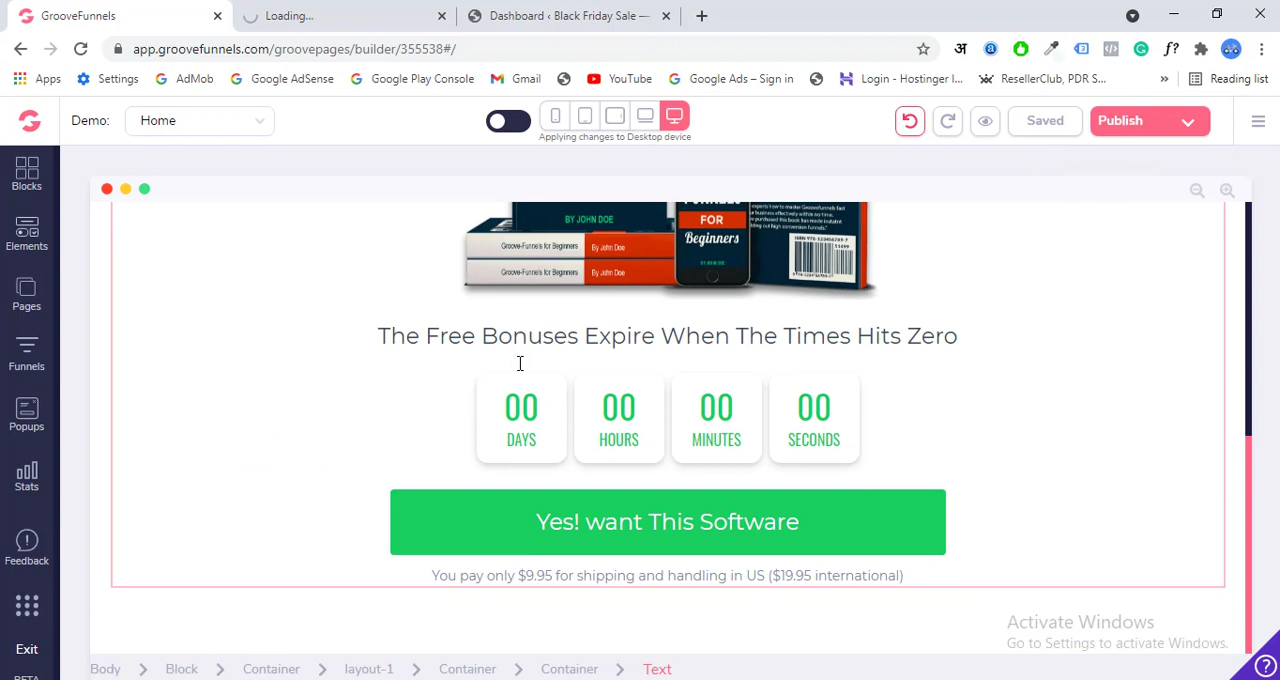 GrooveFunnels
Loading...
Dashboard ‹ Black Friday Sale —
app.groovefunnels.com/groovepages/builder/355538#/
अ
a
f?
Apps
Settings
AdMob
Google AdSense
Google Play Console
Gmail
YouTube
Google Ads – Sign in
Login - Hostinger I...
ResellerClub, PDR S...
»
Reading list
Demo:
Home
Applying changes to Desktop device
Saved
Publish
Blocks
Elements
Pages
Funnels
Popups
Stats
Feedback
Exit
BETA
BY JOHN DOE
Groove-Funnels for Beginners
By John Doe
Groove-Funnels for Beginners
By John Doe
FUNNELS
FOR
Beginners
The Free Bonuses Expire When The Times Hits Zero
00
DAYS
00
HOURS
00
MINUTES
00
SECONDS
Yes! want This Software
You pay only $9.95 for shipping and handling in US ($19.95 international)
Activate Windows
Go to Settings to activate Windows.
Body
Block
Container
layout-1
Container
Container
Text